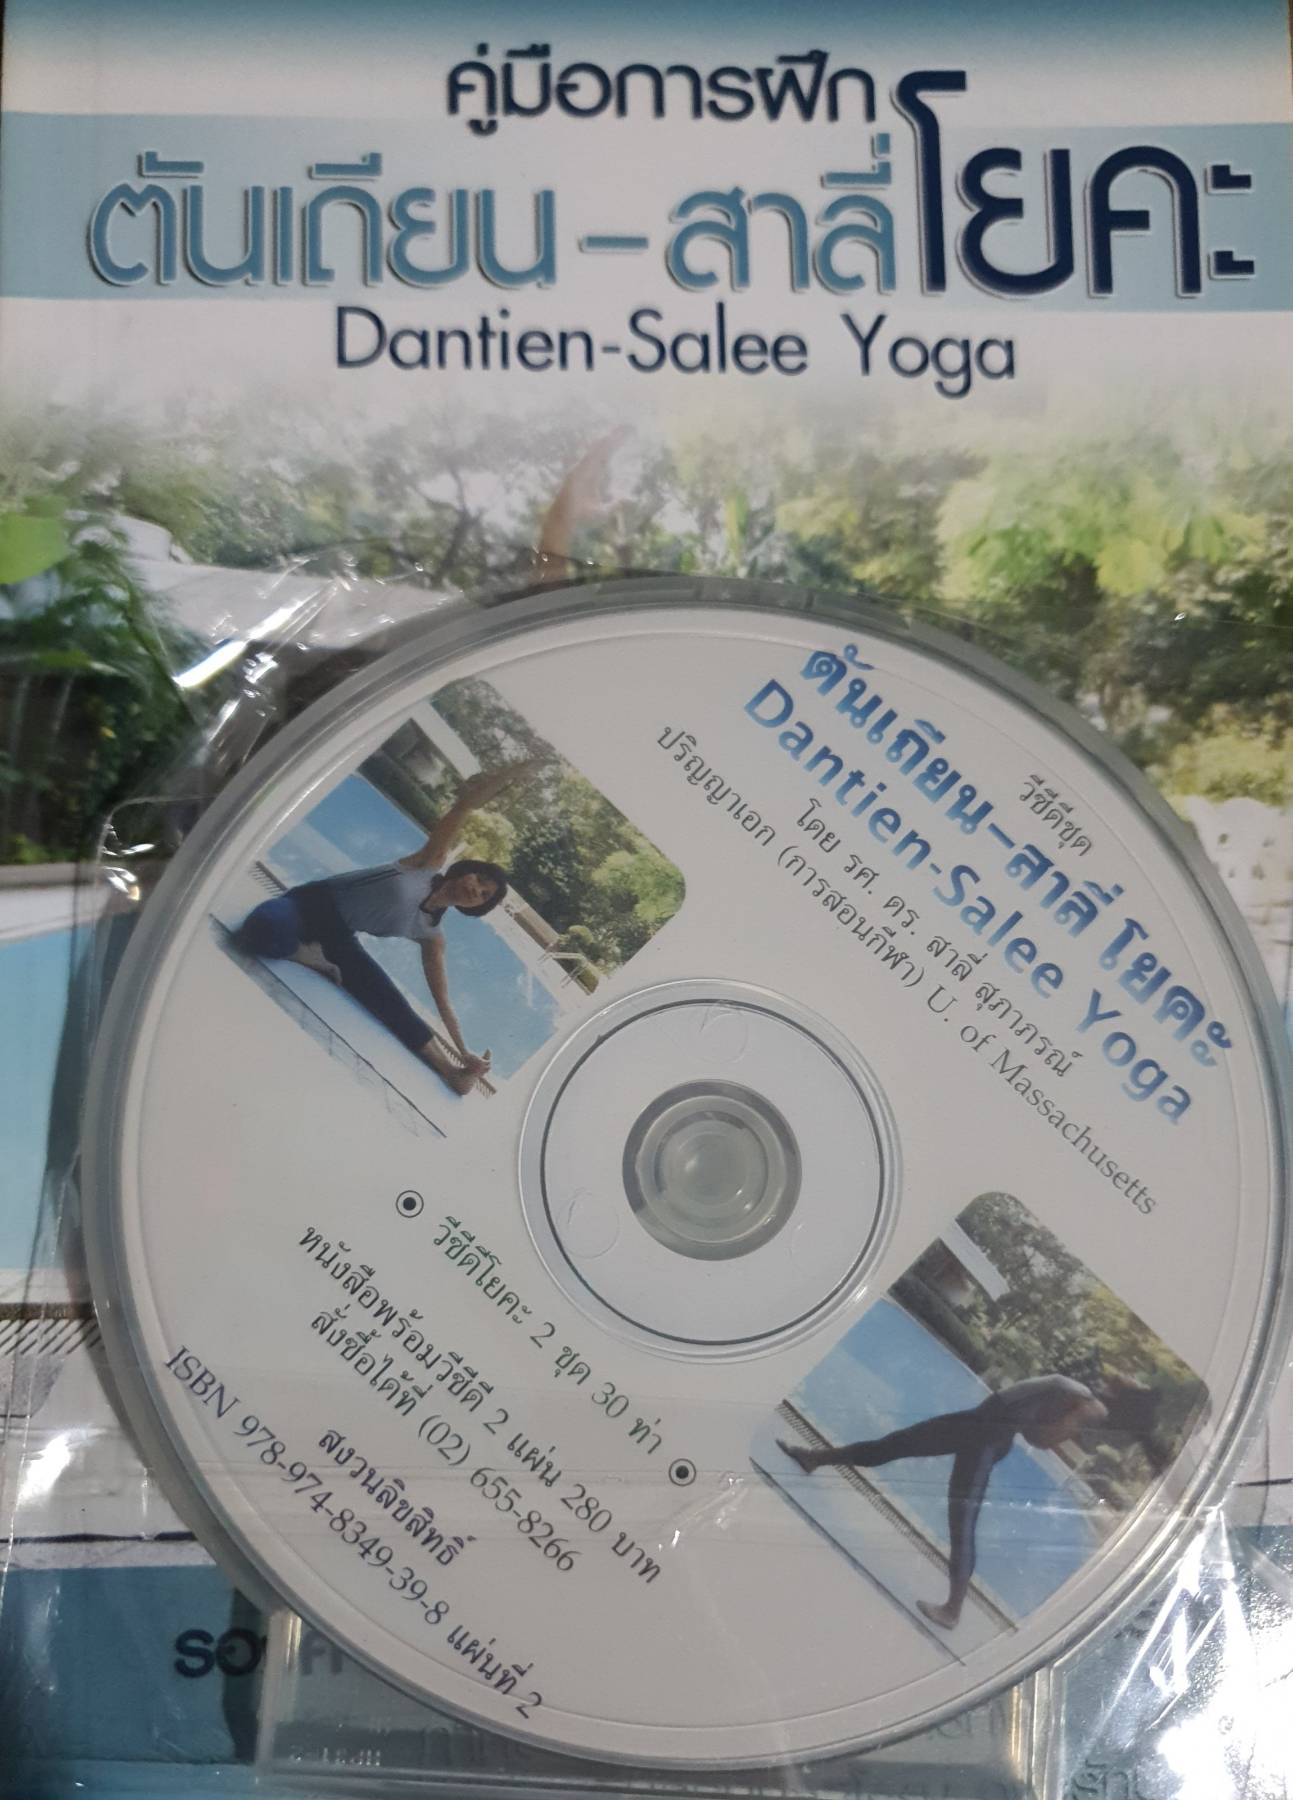 คู่มือการฝึก
ตันเถียน-สาลี่โยคะ
Dantien-Salee Yoga
วีซีดีชุด
ตันเถียน-สาลี่ โยคะ
Dantien-Salee Yoga
โดย รศ. ดร. สาลี่ สุภาภรณ์
ปริญญาเอก (การสอนกีฬา) U. of Massachusetts
วีซีดีโยคะ 2 ชุด 30 ท่า
หนังสือพร้อมวีซีดี 2 แผ่น 280 บาท
สั่งซื้อได้ที่ (02) 655-8266
สงวนลิขสิทธิ์
ISBN 978-974-8349-39-8 แผ่นที่ 2